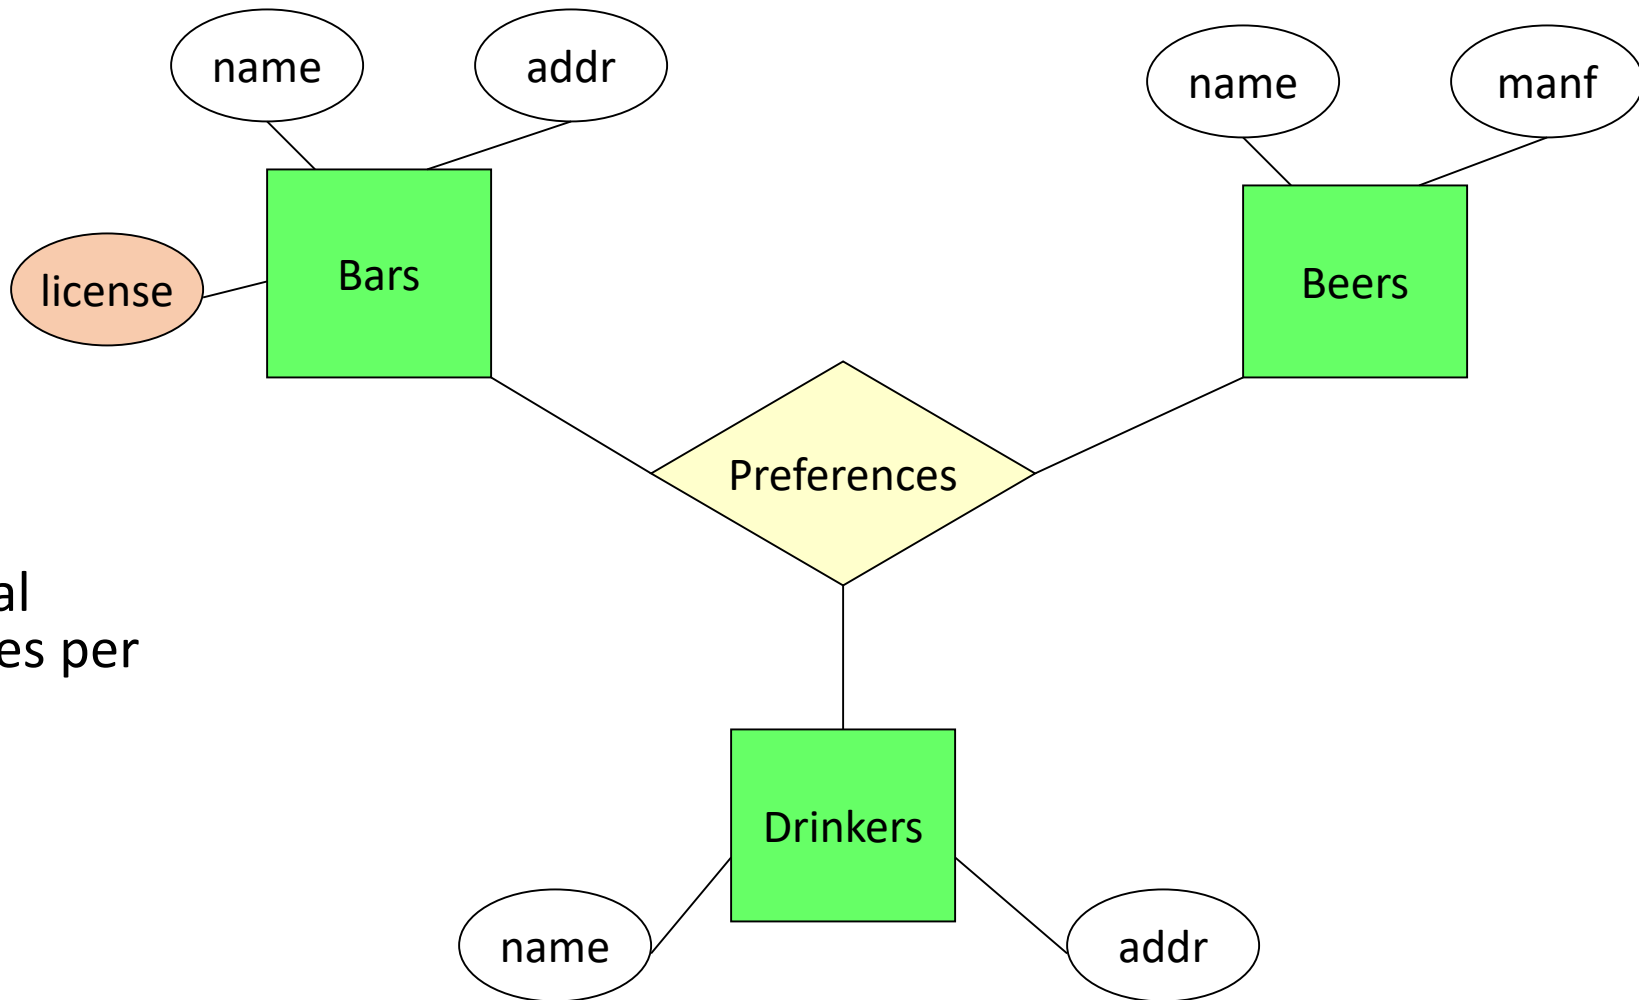 name
addr
name
manf
license
Bars
Beers
Preferences
al
es per
Drinkers
name
addr